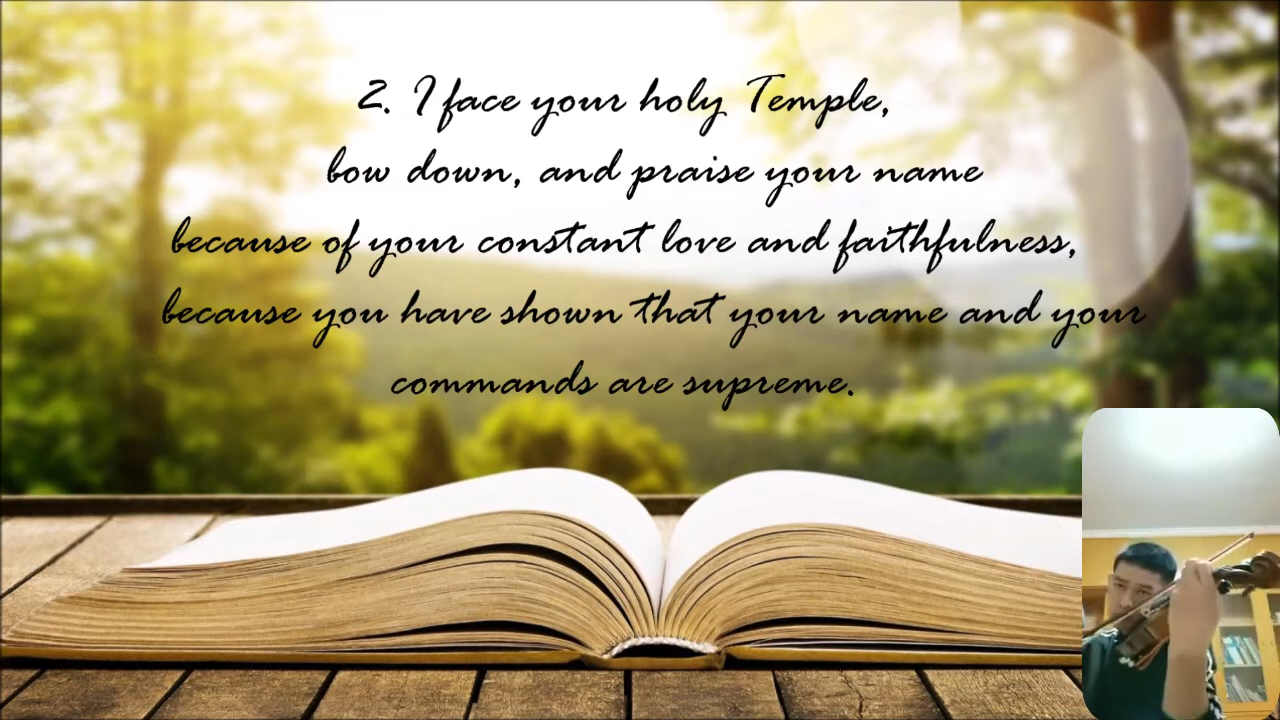 2. I face your holy Temple,
bow down, and praise your name
because of your constant love and faithfulness,
because you have shown that your name and your
commands are supreme.